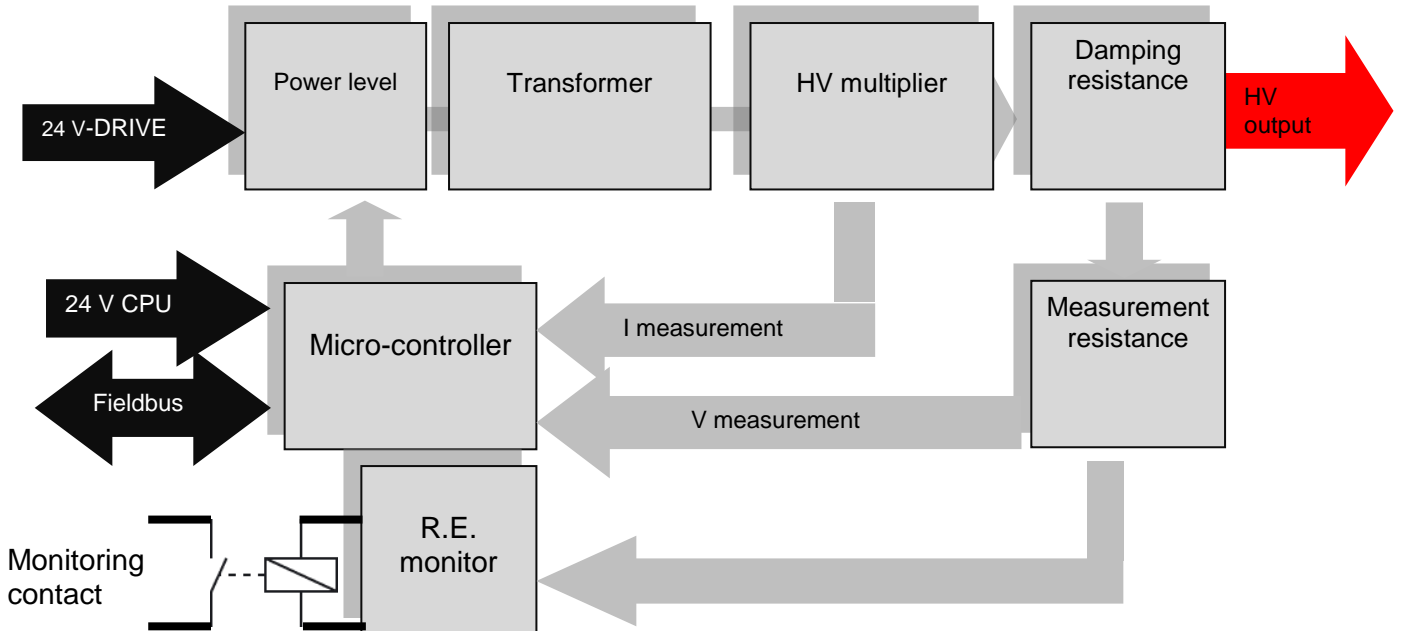 Power level
Transformer
HV multiplier
Damping
resistance
24 V-DRIVE
HV
output
24 V CPU
Micro-controller
I measurement
Measurement
resistance
Fieldbus
V measurement
R.E.
monitor
Monitoring
contact